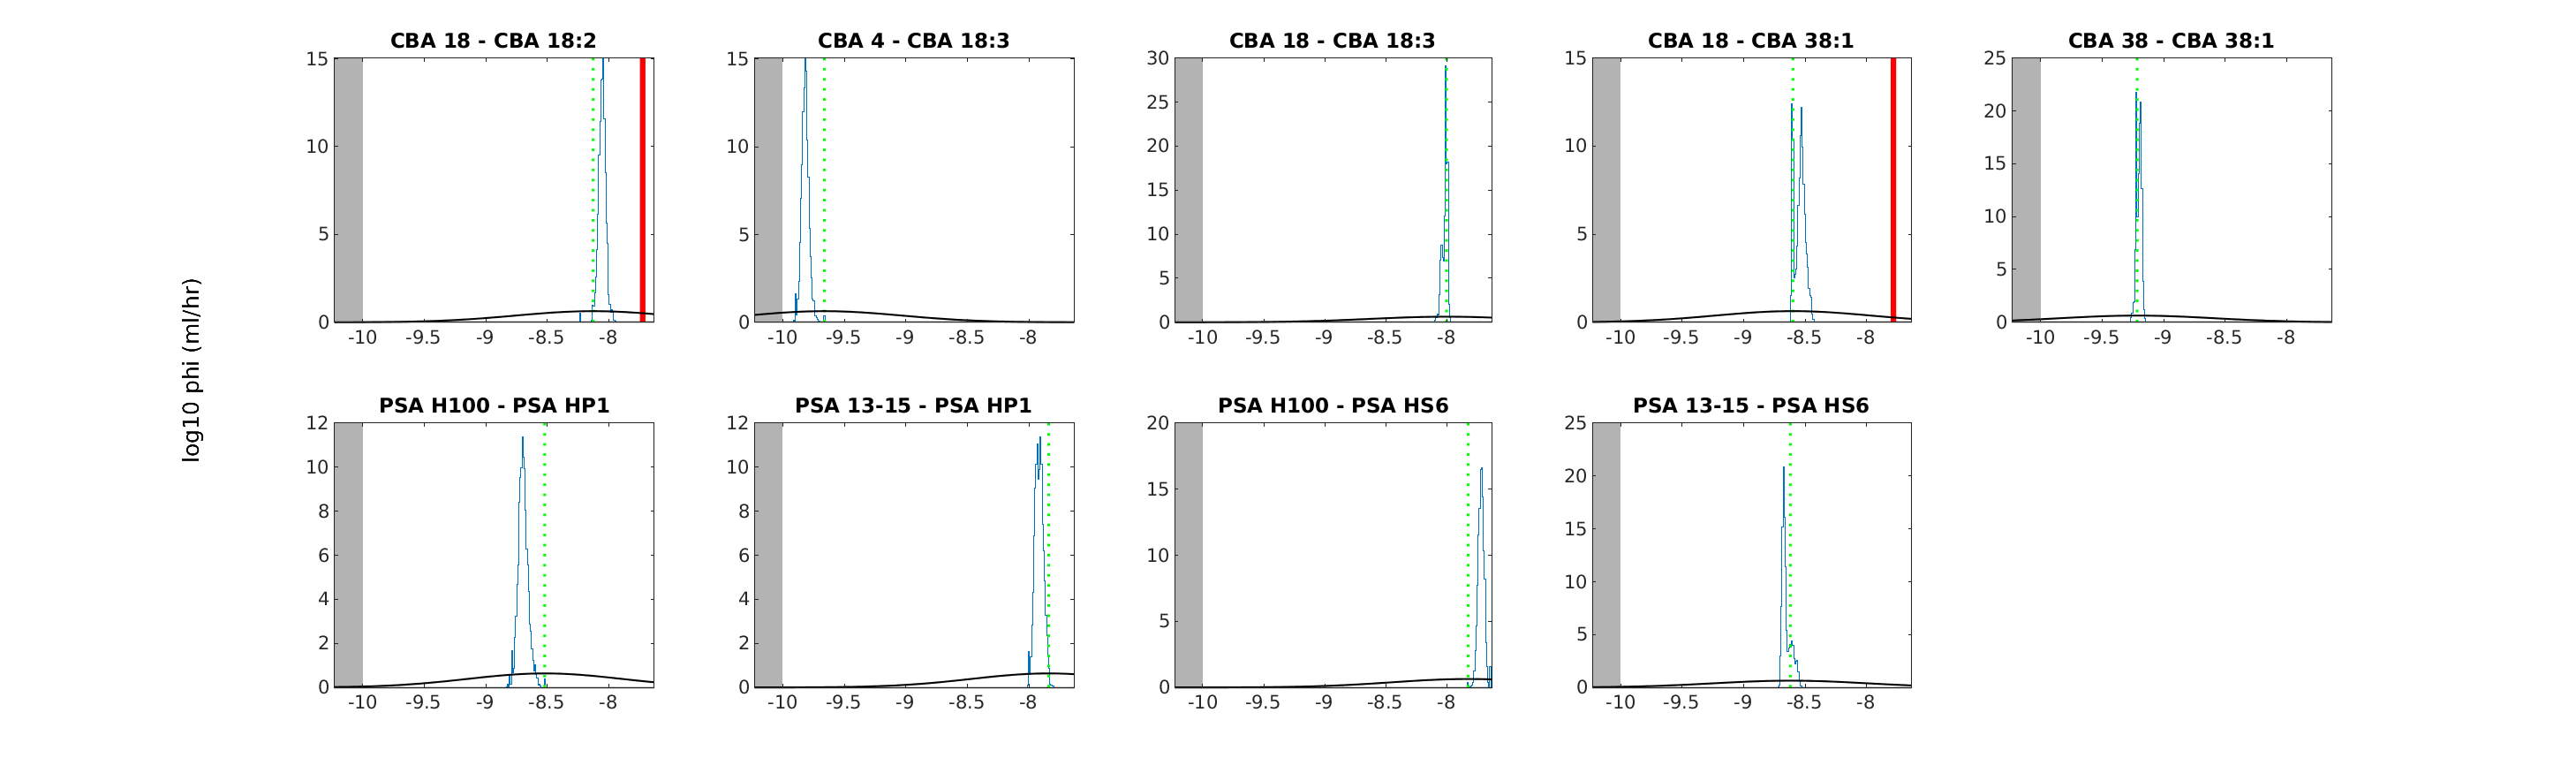 CBA 18 - CBA 18:2
CBA 4 - CBA 18:3
CBA 18 - CBA 18:3
CBA 18 - CBA 38:1
CBA 38 - CBA 38:1
15
10
5
0
-10 -9.5 -9 -8.5 -8
15
10
5
0
-10 -9.5 -9 -8.5 -8
30
25
20
15
10
5
0
-10 -9.5 -9 -8.5 -8
15
10
5
0
-10 -9.5 -9 -8.5 -8
25
20
15
10
5
0
-10 -9.5 -9 -8.5 -8
log10 phi (ml/hr)
PSA H100 - PSA HP1
PSA 13-15 - PSA HP1
PSA H100 - PSA HS6
PSA 13-15 - PSA HS6
12
10
8
6
4
2
0
-10 -9.5 -9 -8.5 -8
12
10
8
6
4
2
0
-10 -9.5 -9 -8.5 -8
20
15
10
5
0
-10 -9.5 -9 -8.5 -8
25
20
15
10
5
0
-10 -9.5 -9 -8.5 -8